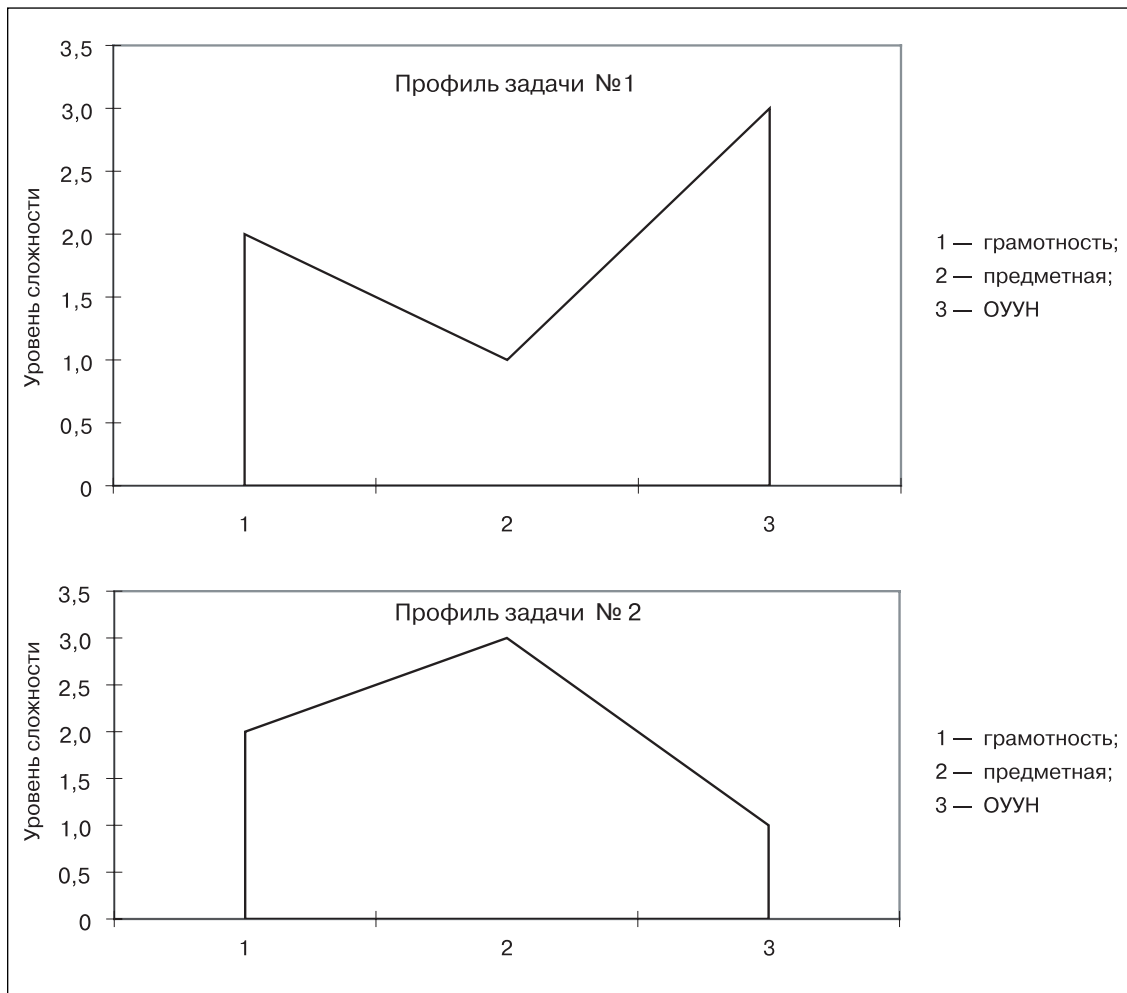 Профиль задачи №1
Уровень сложности
3,5
3,0
2,5
2,0
1,5
1,0
0,5
0
1
2
3
1 — грамотность;
2 — предметная;
3 — ОУУН
Профиль задачи № 2
Уровень сложности
3,5
3,0
2,5
2,0
1,5
1,0
0,5
0
1
2
3
1 — грамотность;
2 — предметная;
3 — ОУУН